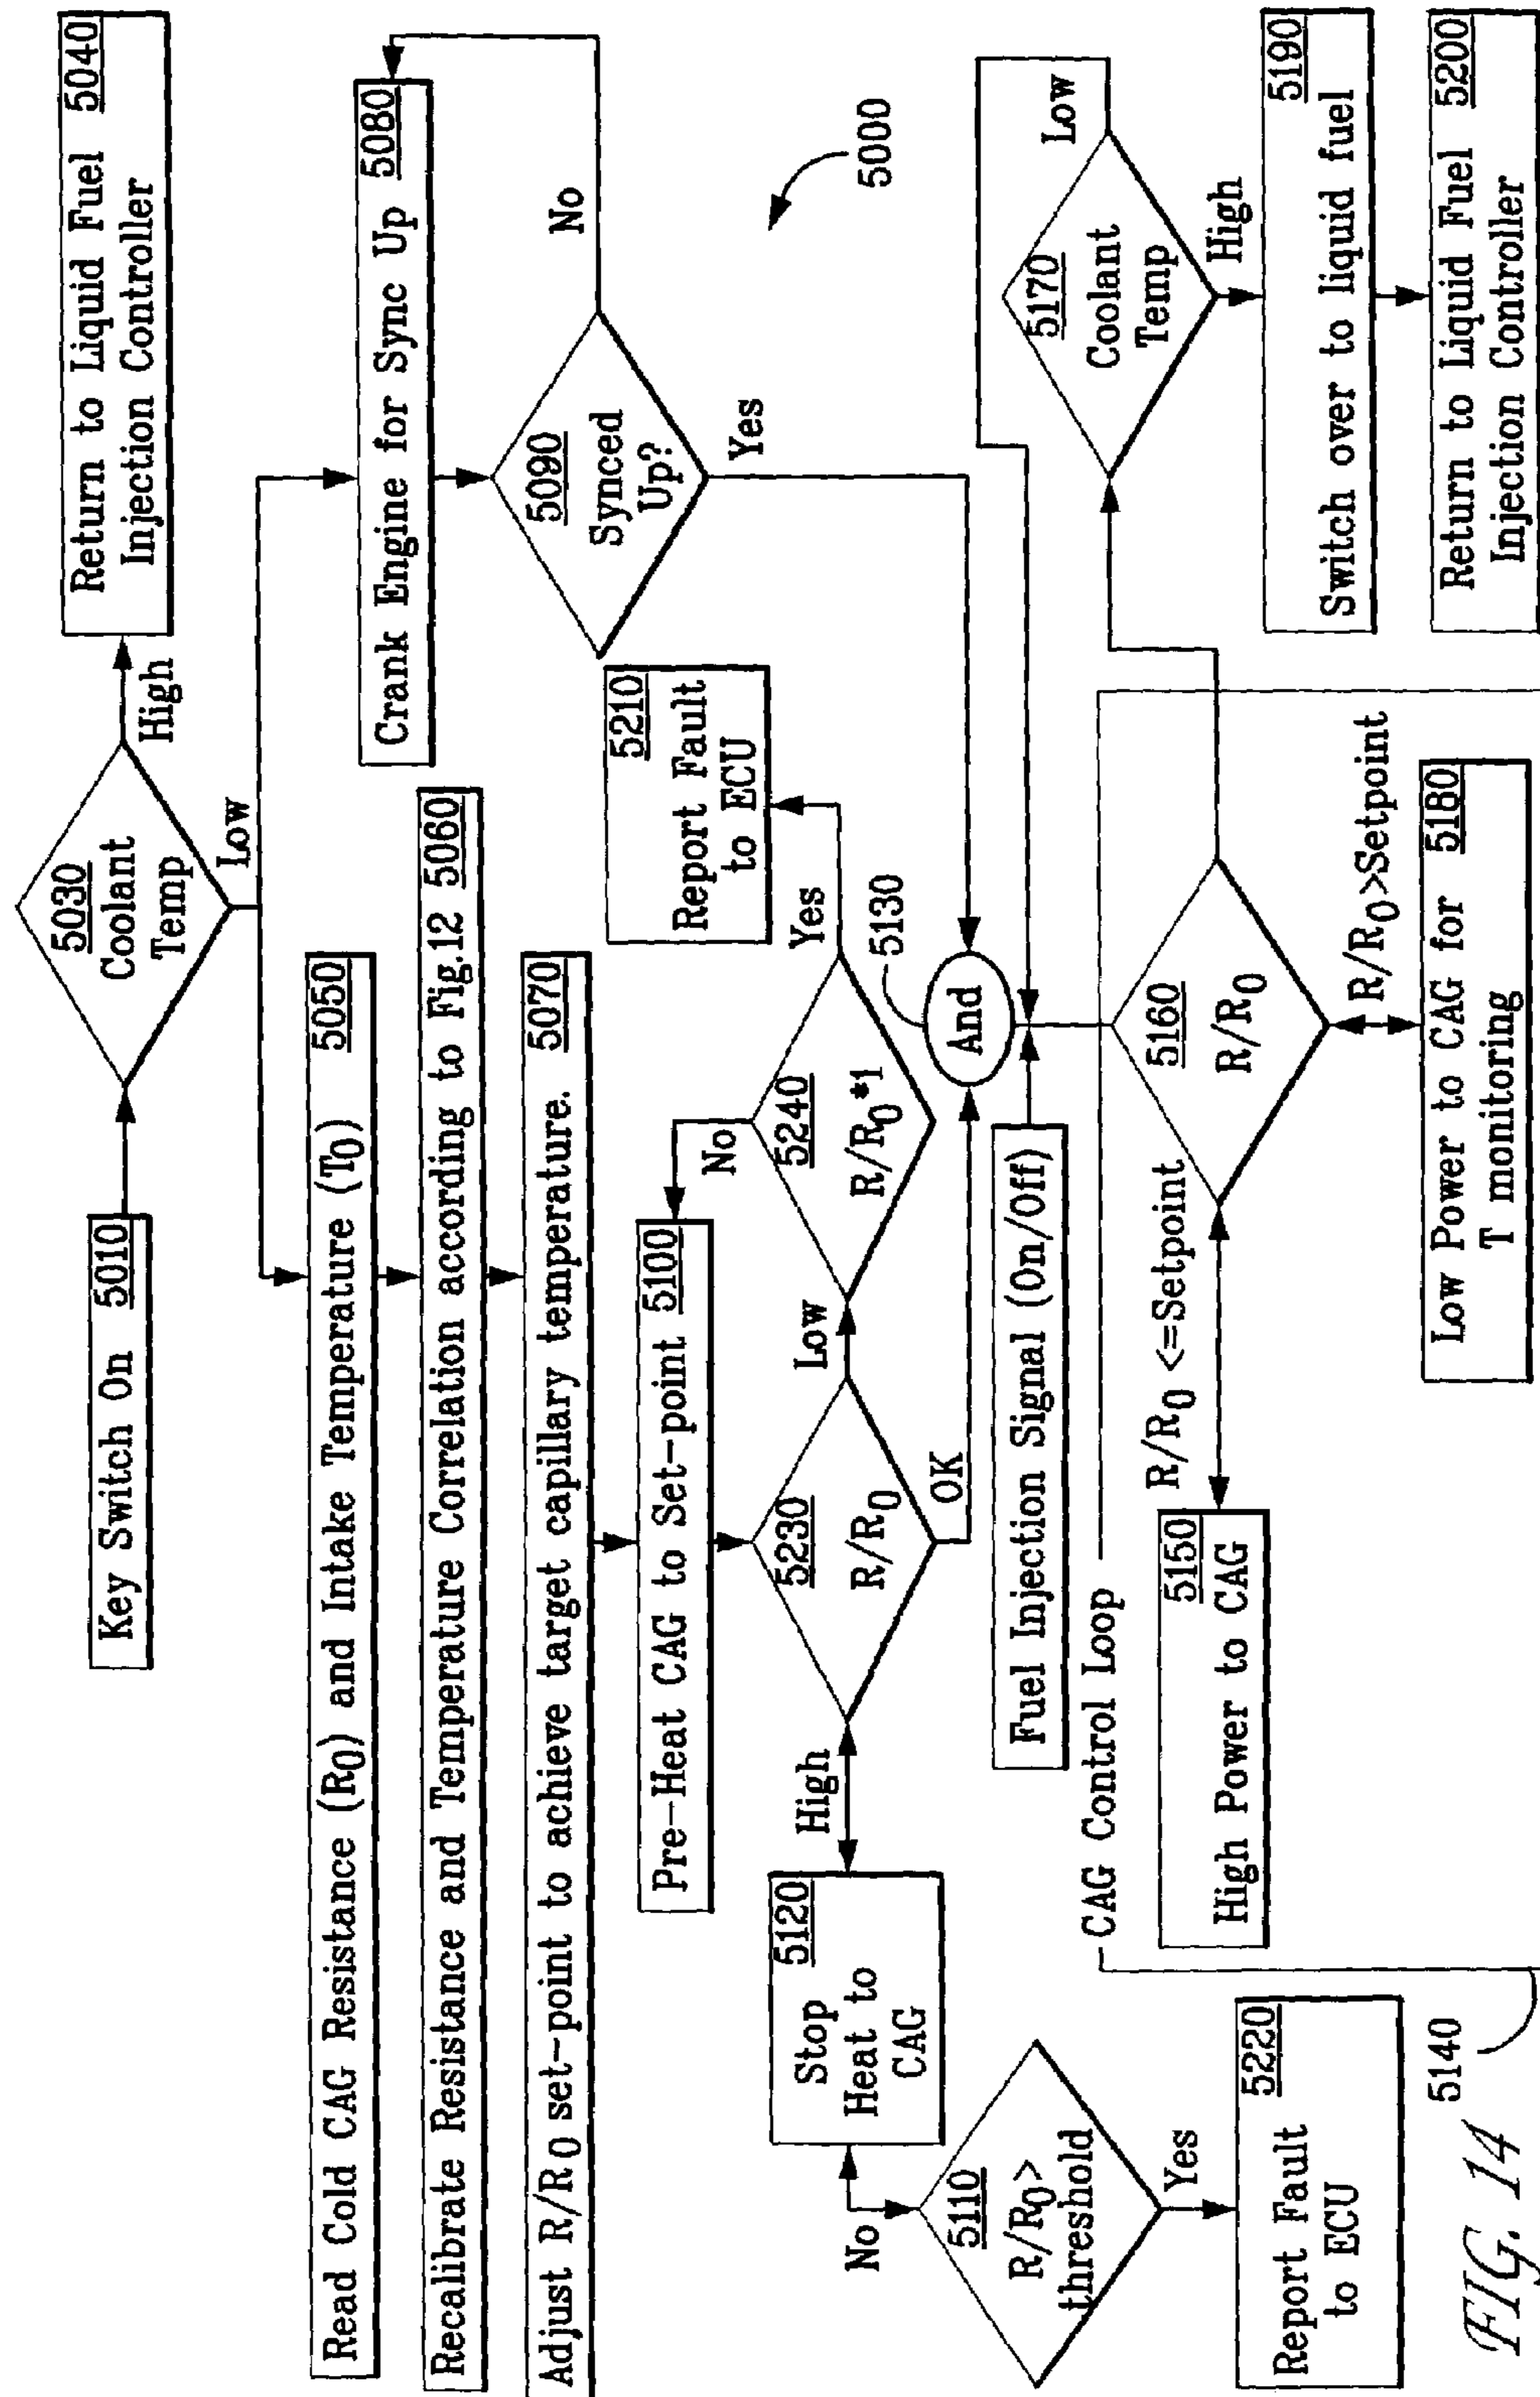 Key Switch On 5010
5030
Coolant
Temp
High
Low
Return to Liquid Fuel 5040
Injection Controller
Read Cold CAG Resistance (R0) and Intake Temperature (T0) 5050
Recalibrate Resistance and Temperature Correlation according to Fig.12 5060
Adjust R/R0 set-point to achieve target capillary temperature. 5070
Crank Engine for Sync Up 5080
5090
Synced
Up?
No
Yes
Pre-Heat CAG to Set-point 5100
5230
R/R0
High
Low
OK
5240
R/R0*1
No
Yes
5210
Report Fault
to ECU
5120
Stop
Heat to
CAG
No
5110
R/R0>
threshold
Yes
5220
Report Fault
to ECU
5000
5130
And
Fuel Injection Signal (On/Off)
CAG Control Loop
5160
R/R0
R/R0 <=Setpoint
R/R0>Setpoint
5150
High Power to CAG
Low Power to CAG for 5180
T monitoring
5170
Coolant
Temp
Low
High
5190
Switch over to liquid fuel
Return to Liquid Fuel 5200
Injection Controller
5140
FIG. 14